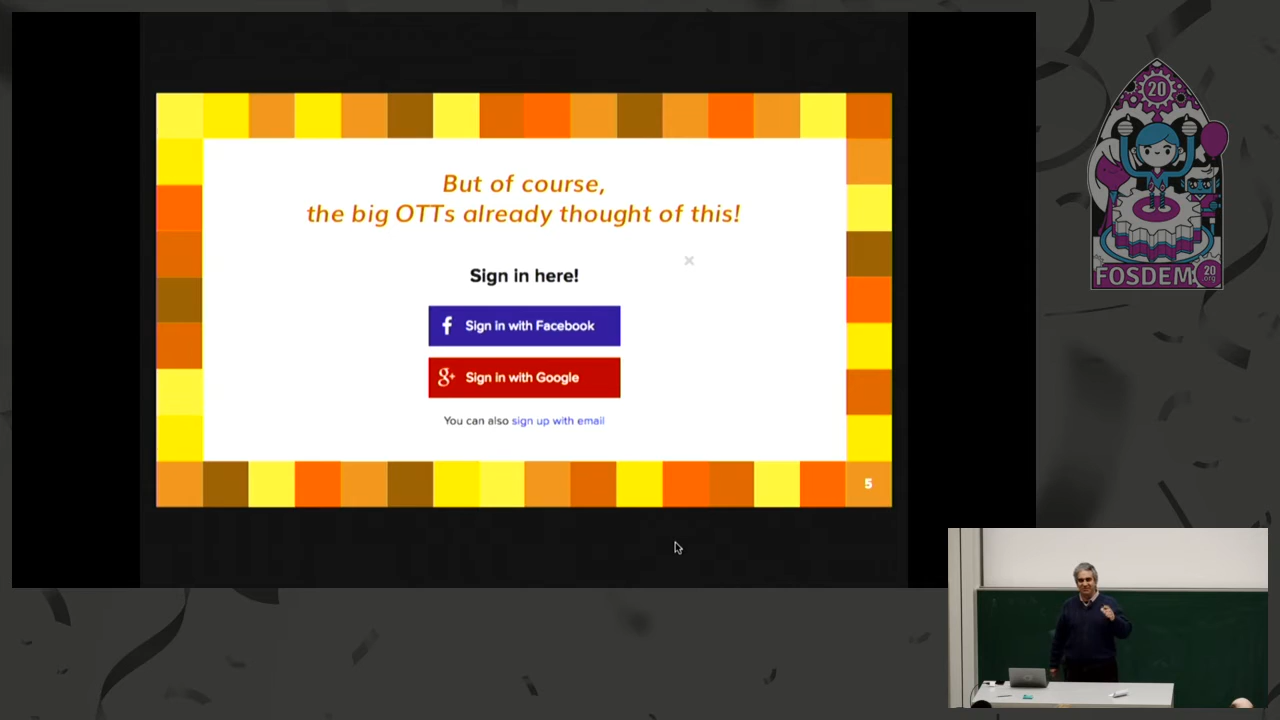 But of course,
the big OTTs already thought of this!
Sign in here!
×
f Sign in with Facebook
g+ Sign in with Google
You can also sign up with email
5
20
FOSDEM
20
org